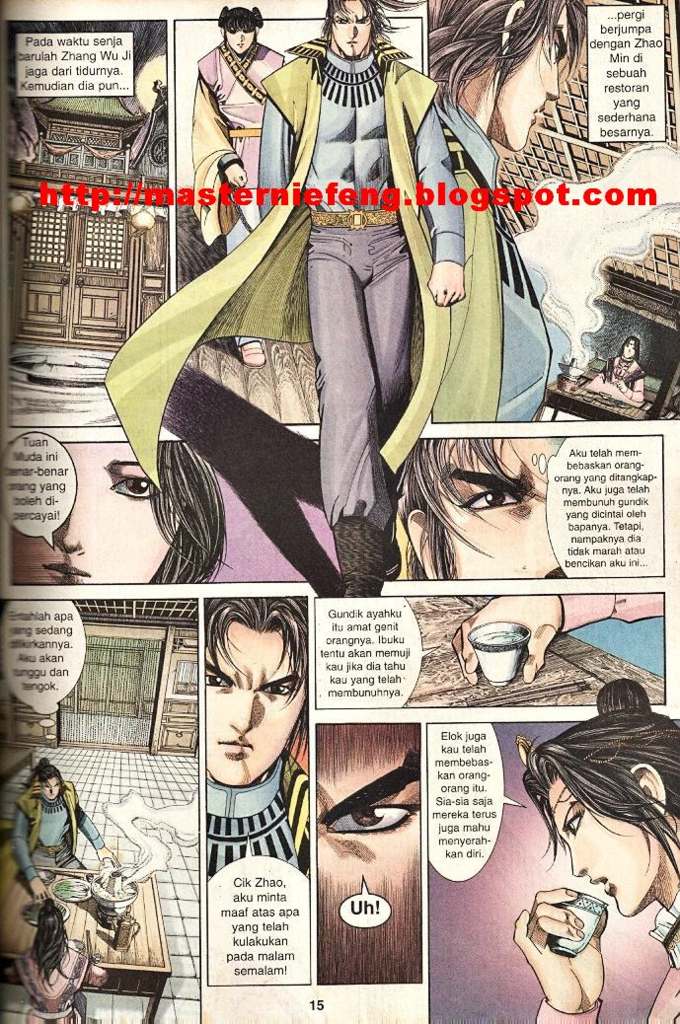 Pada waktu senja
barulah Zhang Wu Ji
jaga dari tidurnya.
Kemudian dia pun...
...pergi
berjumpa
dengan Zhao
Min di
sebuah
restoran
yang
sederhana
besarnya.
http://masterniefeng.blogspot.com
Tuan
Muda ini
benar-benar
orang yang
boleh di-
percayai!
Aku telah mem-
bebaskan orang-
orang yang ditangkap-
nya. Aku juga telah
membunuh gundik
yang dicintai oleh
bapanya. Tetapi,
nampaknya dia
tidak marah atau
bencikan aku ini...
Entahlah apa
yang sedang
difikirkannya.
Aku akan
tunggu dan
tengok.
Gundik ayahku
itu amat genit
orangnya. Ibuku
tentu akan memuji
kau jika dia tahu
kau yang telah
membunuhnya.
Cik Zhao,
aku minta
maaf atas apa
yang telah
kulakukan
pada malam
semalam!
Uh!
Elok juga
kau telah
membebas-
kan orang-
orang itu.
Sia-sia saja
mereka terus
juga mahu
menyerah-
kan diri.
15